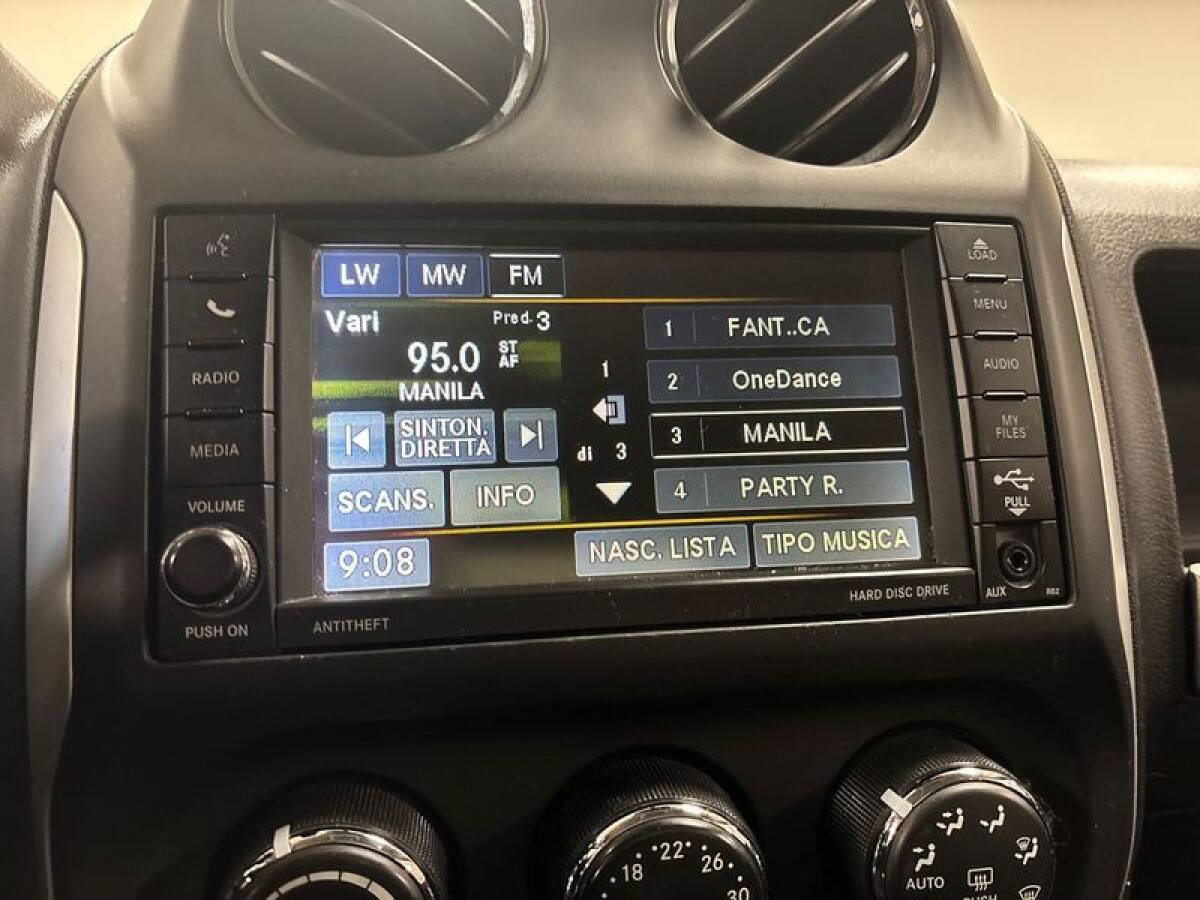 LW MW FM
Vari Pred. 3
95.0 ST AF
MANILA
SINTON. DIRETTA
SCANS. INFO
9:08
1
di 3
1 FANT..CA
2 OneDance
3 MANILA
4 PARTY R.
NASC. LISTA TIPO MUSICA
RADIO
MEDIA
VOLUME
PUSH ON
ANTITHEFT
HARD DISC DRIVE
LOAD
MENU
AUDIO
MY
FILES
PULL
AUX RB2
18 22 26 30
AUTO
PUSH